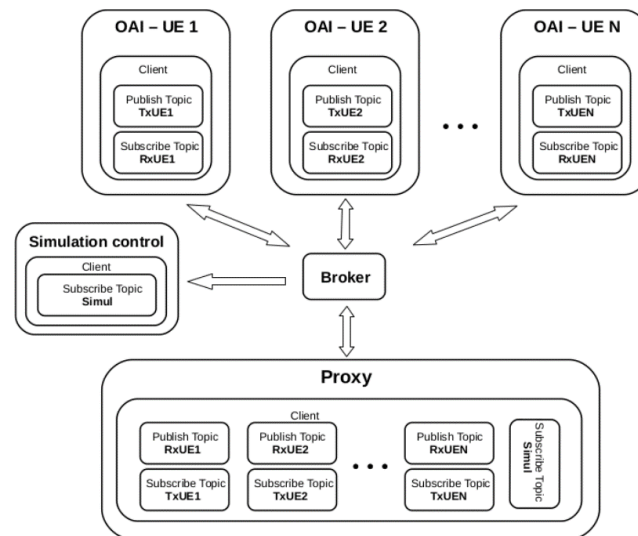 OAI – UE 1
Client
Publish Topic
TxUE1
Subscribe Topic
RxUE1
OAI – UE 2
Client
Publish Topic
TxUE2
Subscribe Topic
RxUE2
• • •
OAI – UE N
Client
Publish Topic
TxUEN
Subscribe Topic
RxUEN
Simulation control
Client
Subscribe Topic
Simul
Broker
Proxy
Client
Publish Topic
RxUE1
Subscribe Topic
TxUE1
Publish Topic
RxUE2
Subscribe Topic
TxUE2
• • •
Publish Topic
RxUEN
Subscribe Topic
TxUEN
Subscribe Topic
Simul